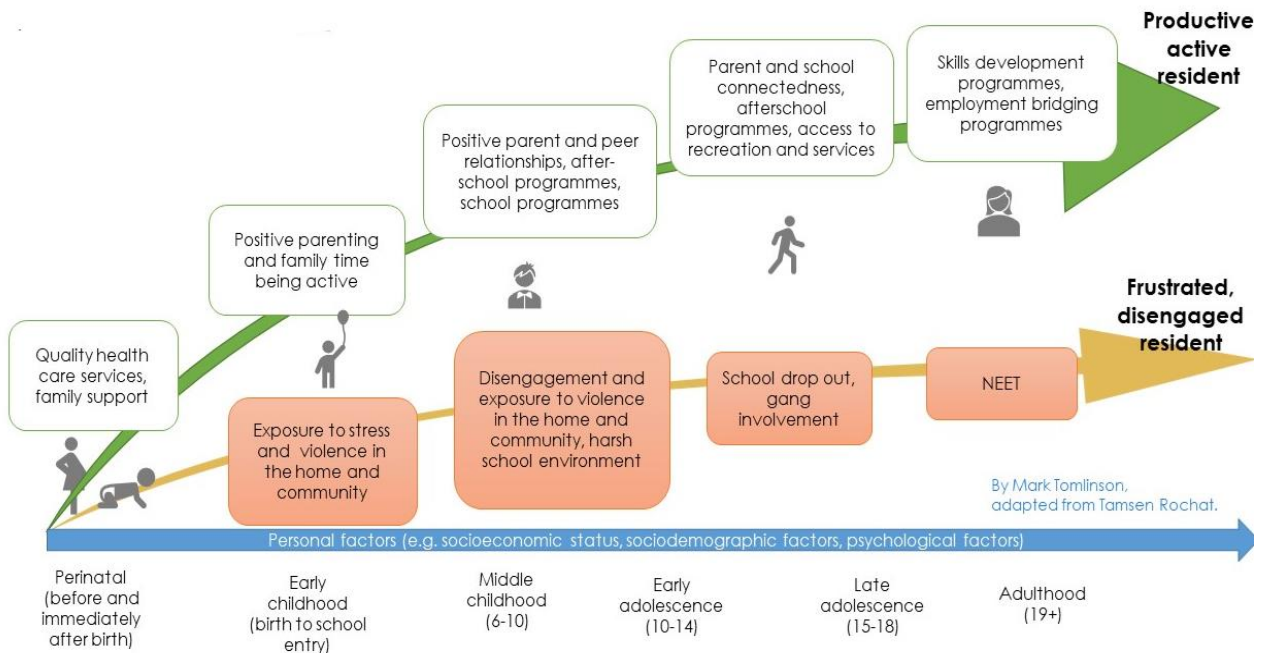 Productive
active
resident
Skills development
programmes,
employment bridging
programmes
Parent and school
connectedness,
afterschool
programmes, access to
recreation and services
Positive parent and peer
relationships, after-
school programmes,
school programmes
Positive parenting
and family time
being active
Quality health
care services,
family support
Frustrated,
disengaged
resident
Exposure to stress
and violence in
the home and
community
Disengagement and
exposure to violence
in the home and
community, harsh
school environment
School drop out,
gang
involvement
NEET
By Mark Tomlinson,
adapted from Tamsen Rochat.
Personal factors (e.g. socioeconomic status, sociodemographic factors, psychological factors)
Perinatal
(before and
immediately
after birth)
Early
childhood
(birth to school
entry)
Middle
childhood
(6-10)
Early
adolescence
(10-14)
Late
adolescence
(15-18)
Adulthood
(19+)